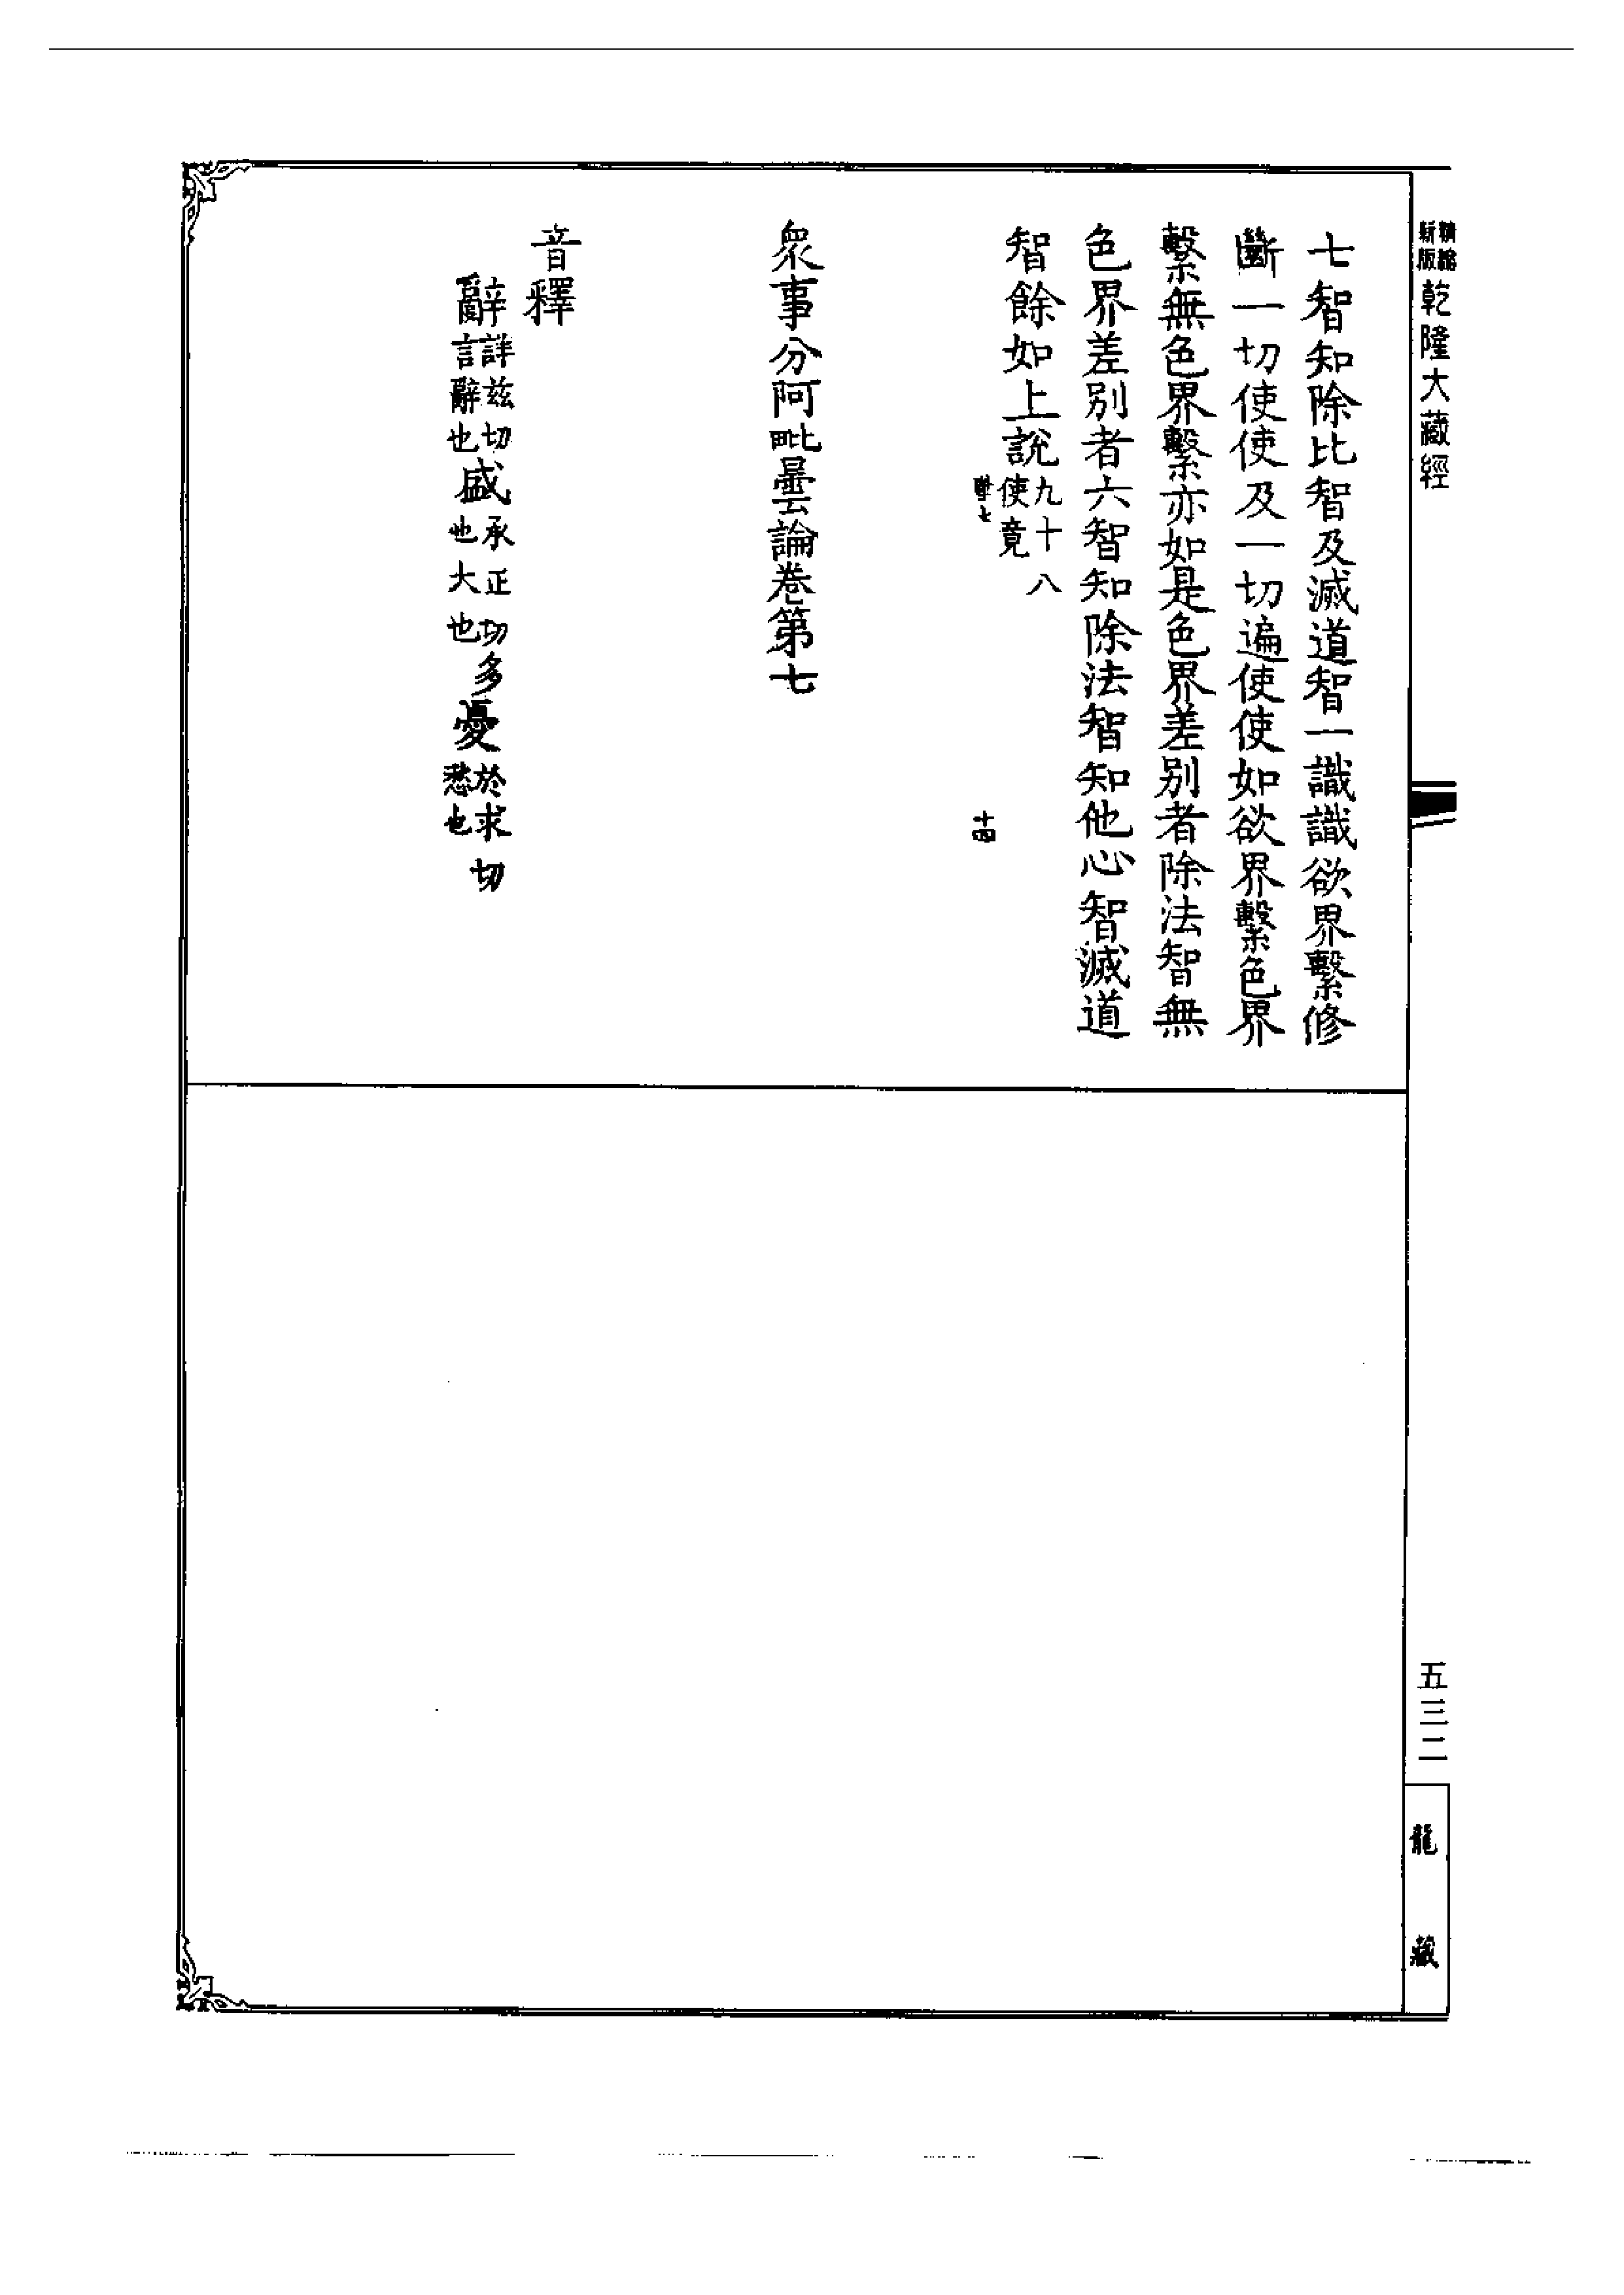 新版精縮乾隆大藏經
七智知除比智及滅道智一識識欲界繫修
斷一切使使及一切遍使使如欲界繫色界
繫無色界繫亦如是色界差別者除法智無
色界差別者六智知除法智知他心智滅道
智餘如上說九十八使竟
十四
眾事分阿毗曇論卷第七
音釋
辭詳兹切言辭也盛承正切多也大也憂於求切愁也
五三二
龍藏